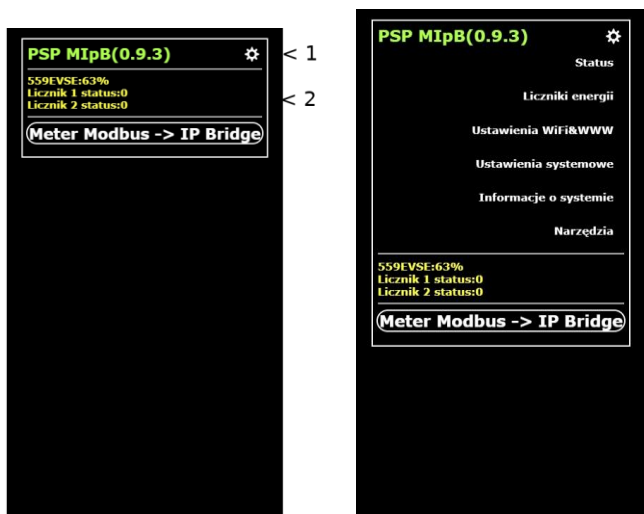 PSP MIpB(0.9.3)
< 1
559EVSE:63%
Licznik 1 status:0
< 2
Licznik 2 status:0
Meter Modbus -> IP Bridge
PSP MIpB(0.9.3)
Status
Liczniki energii
Ustawienia WiFi&WWW
Ustawienia systemowe
Informacje o systemie
Narzędzia
559EVSE:63%
Licznik 1 status:0
Licznik 2 status:0
Meter Modbus -> IP Bridge